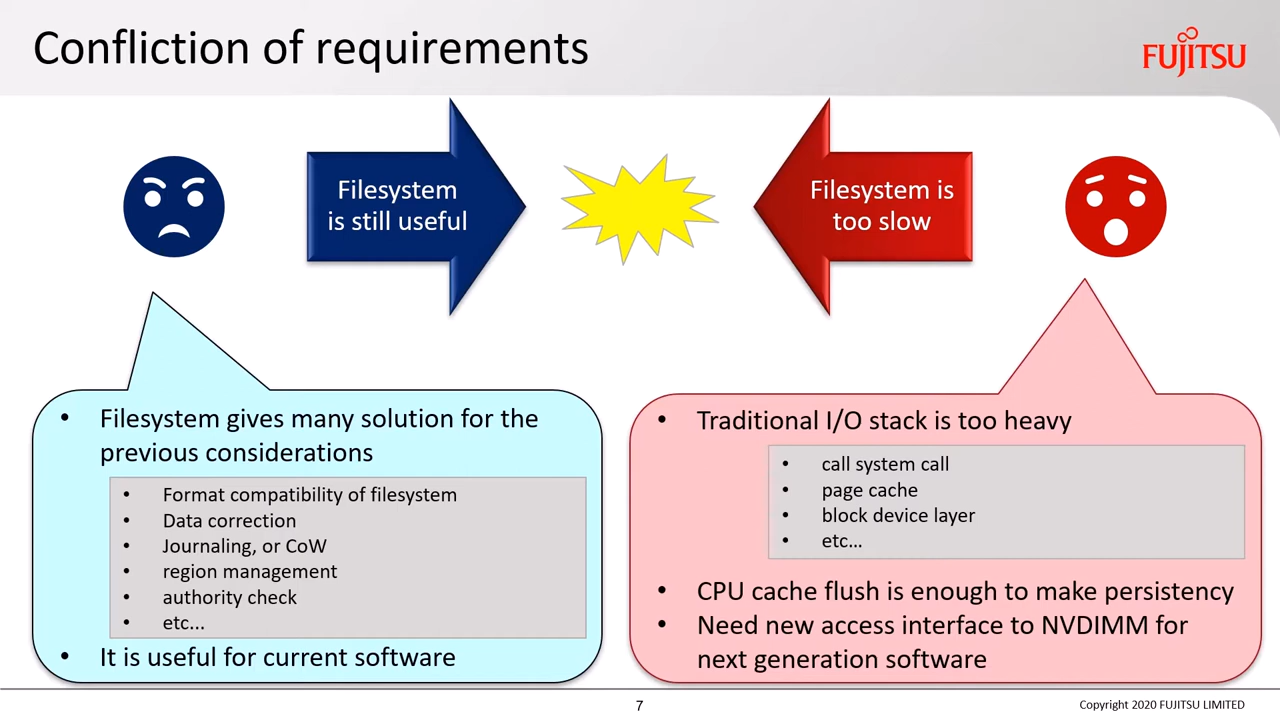 Confliction of requirements
FUJITSU
Filesystem
is still useful
Filesystem is
too slow
• Filesystem gives many solution for the
previous considerations
• Format compatibility of filesystem
• Data correction
• Journaling, or CoW
• region management
• authority check
• etc...
• It is useful for current software
• Traditional I/O stack is too heavy
• call system call
• page cache
• block device layer
• etc...
• CPU cache flush is enough to make persistency
• Need new access interface to NVDIMM for
next generation software
7
Copyright 2020 FUJITSU LIMITED